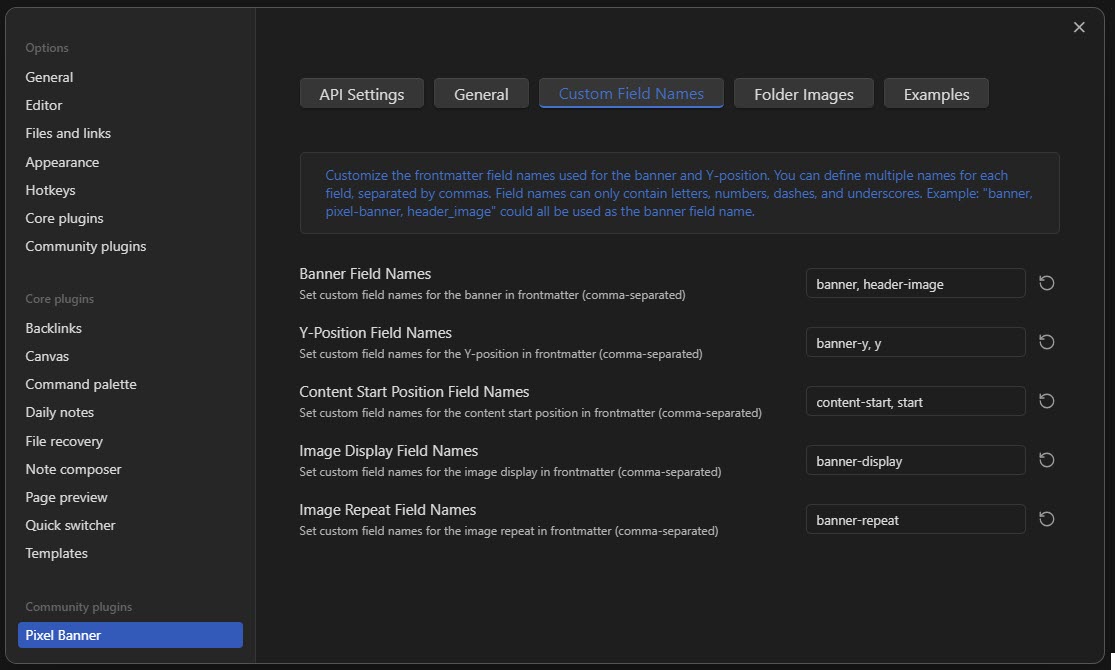 Options
General
Editor
Files and links
Appearance
Hotkeys
Core plugins
Community plugins
Core plugins
Backlinks
Canvas
Command palette
Daily notes
File recovery
Note composer
Page preview
Quick switcher
Templates
Community plugins
Pixel Banner
API Settings
General
Custom Field Names
Folder Images
Examples
Customize the frontmatter field names used for the banner and Y-position. You can define multiple names for each
field, separated by commas. Field names can only contain letters, numbers, dashes, and underscores. Example: "banner,
pixel-banner, header_image" could all be used as the banner field name.
Banner Field Names
Set custom field names for the banner in frontmatter (comma-separated)
banner, header-image
Y-Position Field Names
Set custom field names for the Y-position in frontmatter (comma-separated)
banner-y, y
Content Start Position Field Names
Set custom field names for the content start position in frontmatter (comma-separated)
content-start, start
Image Display Field Names
Set custom field names for the image display in frontmatter (comma-separated)
banner-display
Image Repeat Field Names
Set custom field names for the image repeat in frontmatter (comma-separated)
banner-repeat